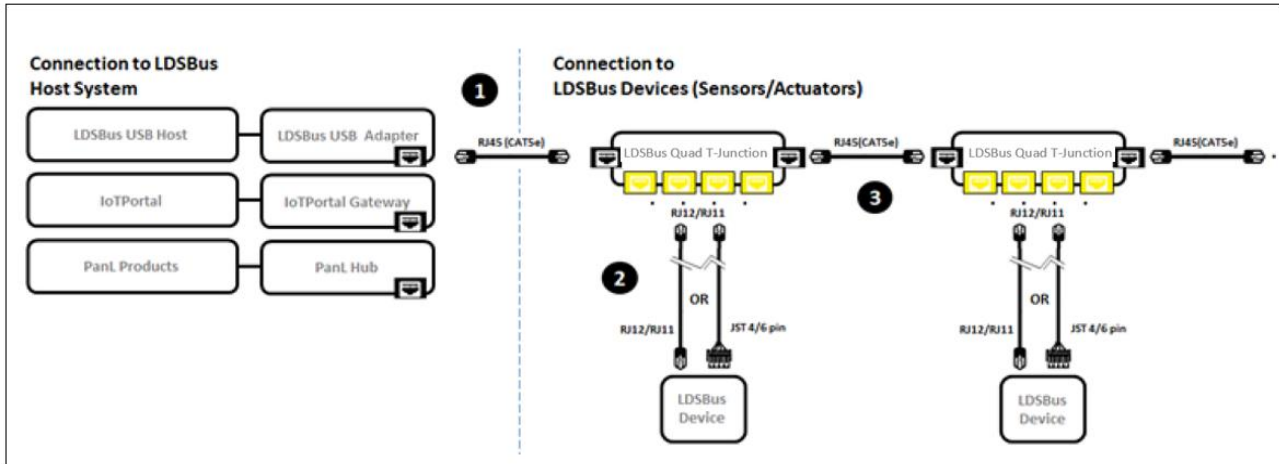 Connection to LDSBus
Host System
1
Connection to
LDSBus Devices (Sensors/Actuators)
LDSBus USB Host
LDSBus USB Adapter
RJ45 (CAT5e)
LDSBus Quad T-Junction
RJ45(CAT5e)
LDSBus Quad T-Junction
RJ45(CAT5e)
IoTPortal
IoTPortal Gateway
3
RJ12/RJ11
RJ12/RJ11
PanL Products
PanL Hub
2
OR
OR
RJ12/RJ11
JST 4/6 pin
RJ12/RJ11
JST 4/6 pin
LDSBus
Device
LDSBus
Device